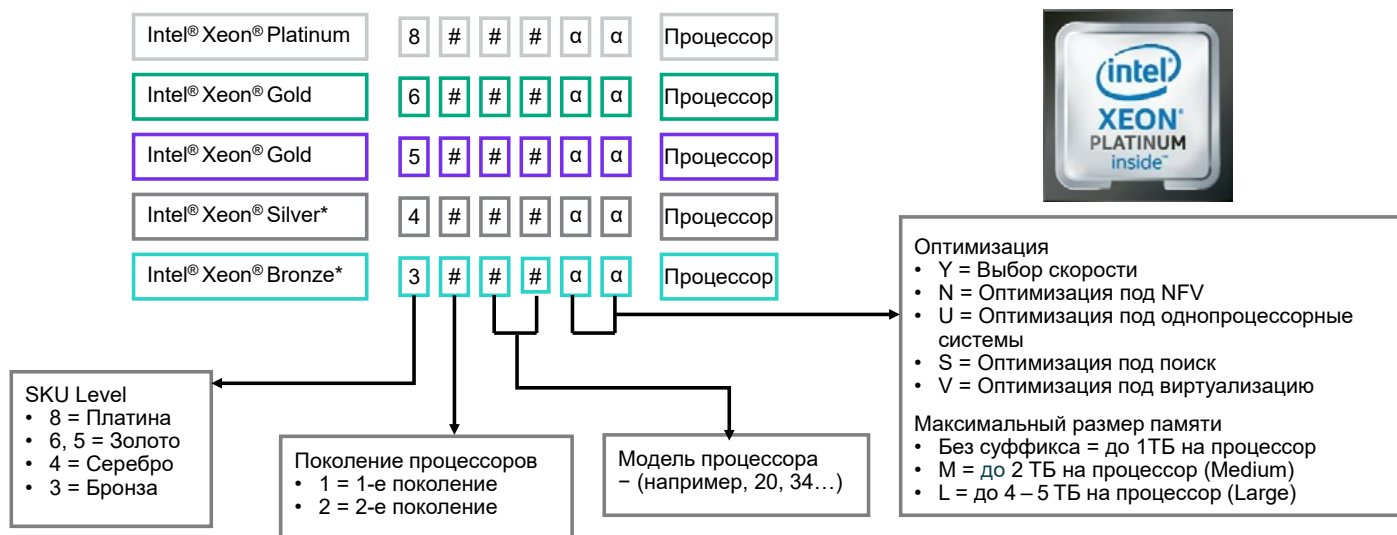 Intel® Xeon® Platinum 8 # # # α α Процессор
Intel® Xeon® Gold 6 # # # α α Процессор
Intel® Xeon® Gold 5 # # # α α Процессор
Intel® Xeon® Silver* 4 # # # α α Процессор
Intel® Xeon® Bronze* 3 # # # α α Процессор
intel®
XEON®
PLATINUM
inside™
SKU Level
• 8 = Платина
• 6, 5 = Золото
• 4 = Серебро
• 3 = Бронза
Поколение процессоров
• 1 = 1-е поколение
• 2 = 2-е поколение
Модель процессора
− (например, 20, 34…)
Оптимизация
• Y = Выбор скорости
• N = Оптимизация под NFV
• U = Оптимизация под однопроцессорные
системы
• S = Оптимизация под поиск
• V = Оптимизация под виртуализацию
Максимальный размер памяти
• Без суффикса = до 1ТБ на процессор
• M = до 2 ТБ на процессор (Medium)
• L = до 4 – 5 ТБ на процессор (Large)